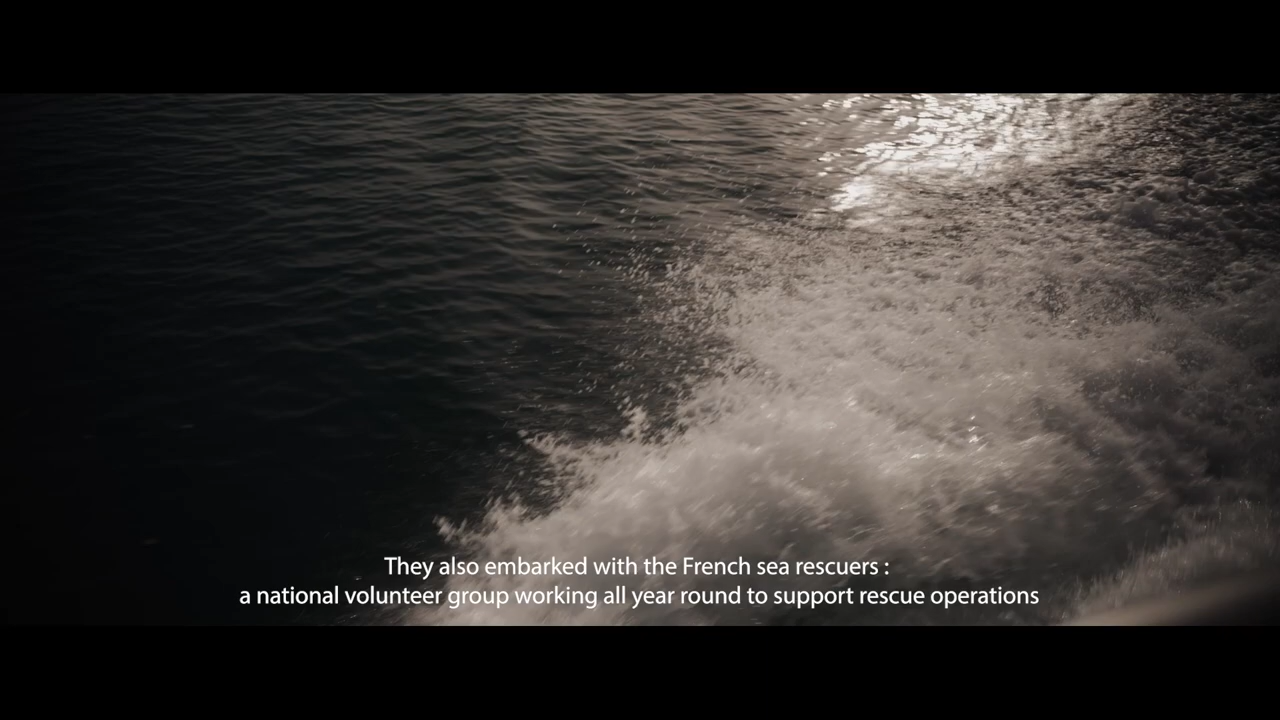 They also embarked with the French sea rescuers :
a national volunteer group working all year round to support rescue operations